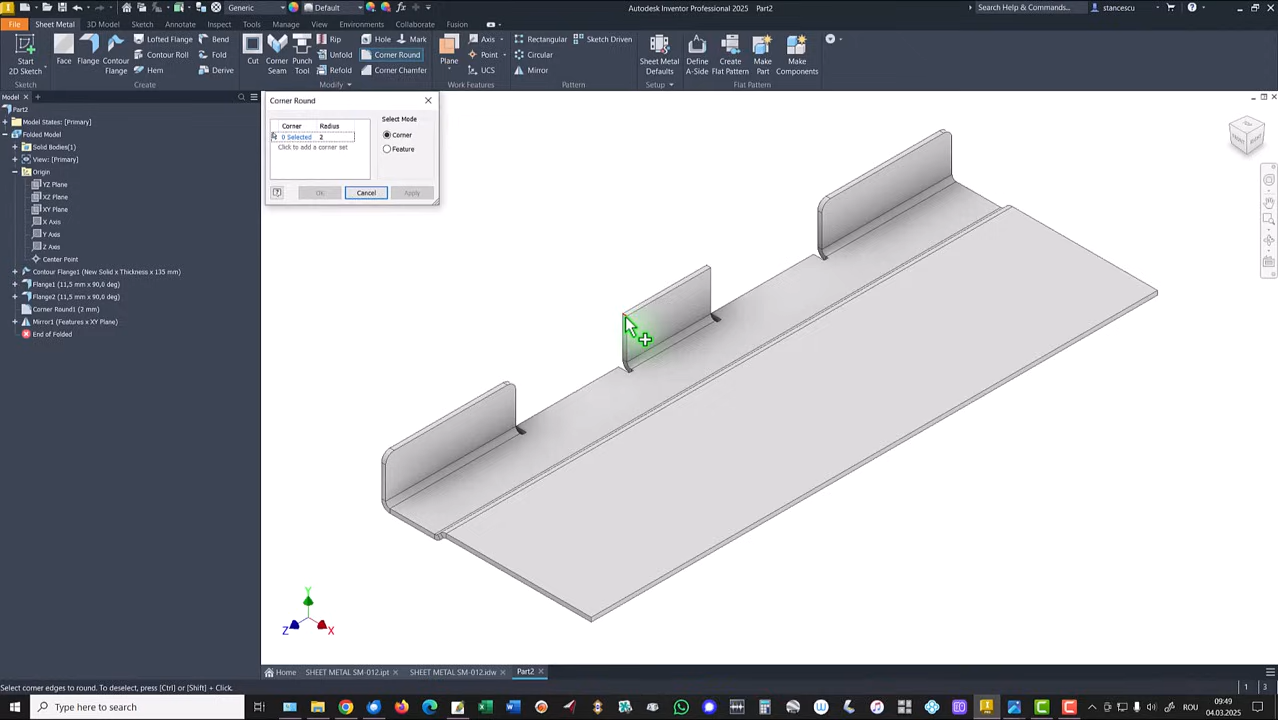 Generic
Default
Autodesk Inventor Professional 2025   Part2
Search Help & Commands...
stancescu
File
Sheet Metal
3D Model
Sketch
Annotate
Inspect
Tools
Manage
View
Environments
Collaborate
Fusion
Start
2D Sketch
Sketch
Face
Flange
Contour
Flange
Lofted Flange
Contour Roll
Hem
Bend
Fold
Derive
Create
Cut
Corner
Seam
Punch
Tool
Rip
Unfold
Refold
Hole
Mark
Corner Round
Corner Chamfer
Modify
Plane
Axis
Point
UCS
Work Features
Rectangular
Circular
Mirror
Sketch Driven
Pattern
Sheet Metal
Defaults
Setup
Define
A-Side
Create
Flat Pattern
Make
Part
Make
Components
Flat Pattern
Model
Part2
Model States: [Primary]
Folded Model
Solid Bodies(1)
View: [Primary]
Origin
YZ Plane
XZ Plane
XY Plane
X Axis
Y Axis
Z Axis
Center Point
Contour Flange1 (New Solid x Thickness x 135 mm)
Flange1 (11,5 mm x 90,0 deg)
Flange2 (11,5 mm x 90,0 deg)
Corner Round1 (2 mm)
Mirror1 (Features x XY Plane)
End of Folded
Corner Round
Corner   Radius
0 Selected   2
Click to add a corner set
Select Mode
Corner
Feature
OK
Cancel
Apply
Y
Z
X
Home
SHEET METAL SM-012.ipt
SHEET METAL SM-012.idw
Part2
Select corner edges to round. To deselect, press [Ctrl] or [Shift] + Click.
1
3
Type here to search
ROU
09:49
04.03.2025